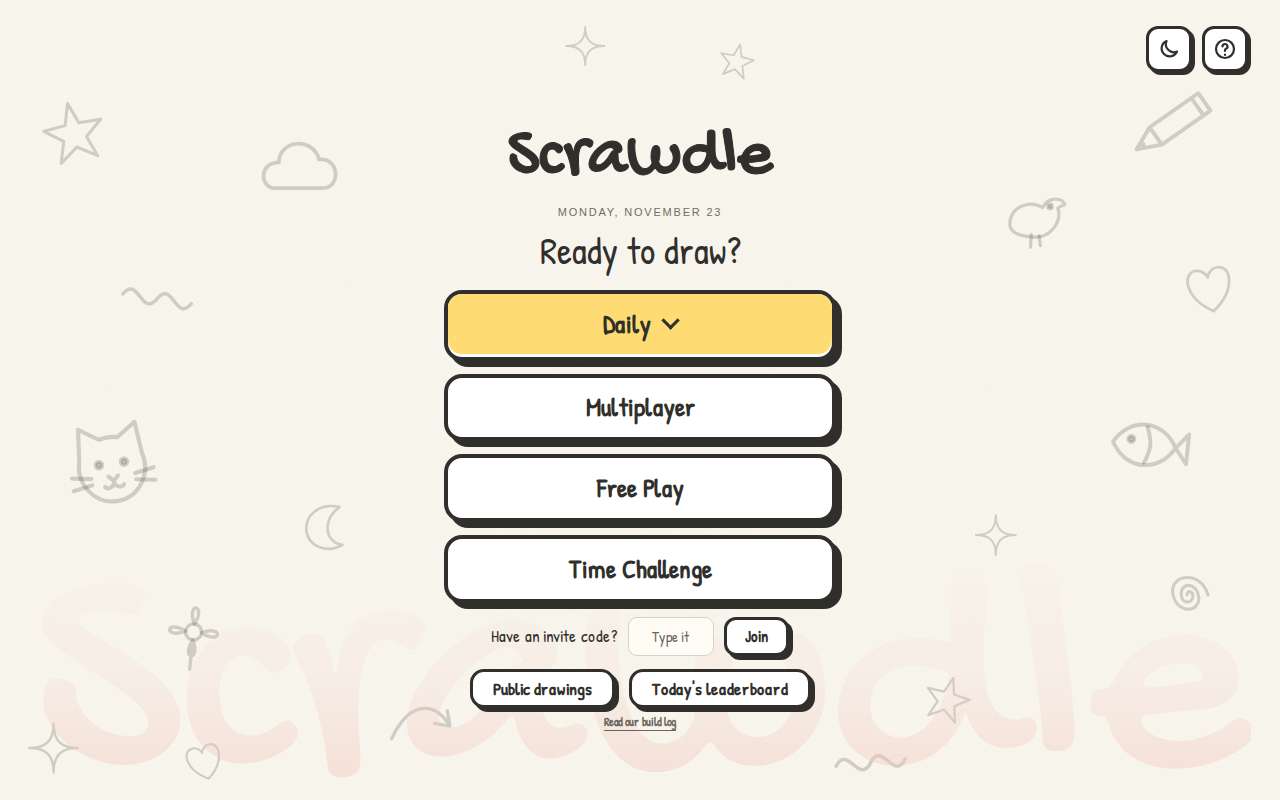 Scrawdle
MONDAY, NOVEMBER 23
Ready to draw?
Daily
Multiplayer
Free Play
Time Challenge
Have an invite code? Type it Join
Public drawings Today's leaderboard
Read our build log
Scrawdle